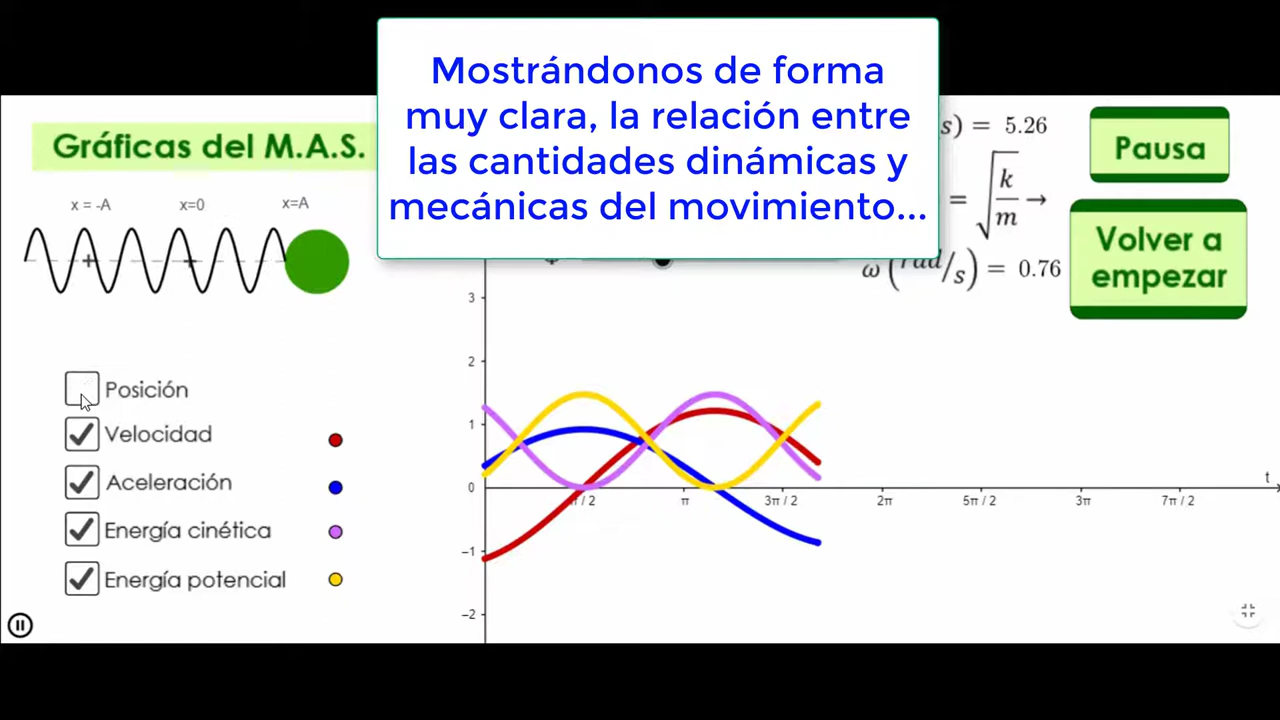 Mostrándonos de forma
muy clara, la relación entre
las cantidades dinámicas y
mecánicas del movimiento...
Gráficas del M.A.S.
s) = 5.26
Pausa
x = -A
x=0
x=A
= √k/m →
Volver a
empezar
ω (rad/s) = 0.76
3
2
1
0
-1
-2
π / 2
π
3π / 2
2π
5π / 2
3π
7π / 2
t
Posición
Velocidad
Aceleración
Energía cinética
Energía potencial